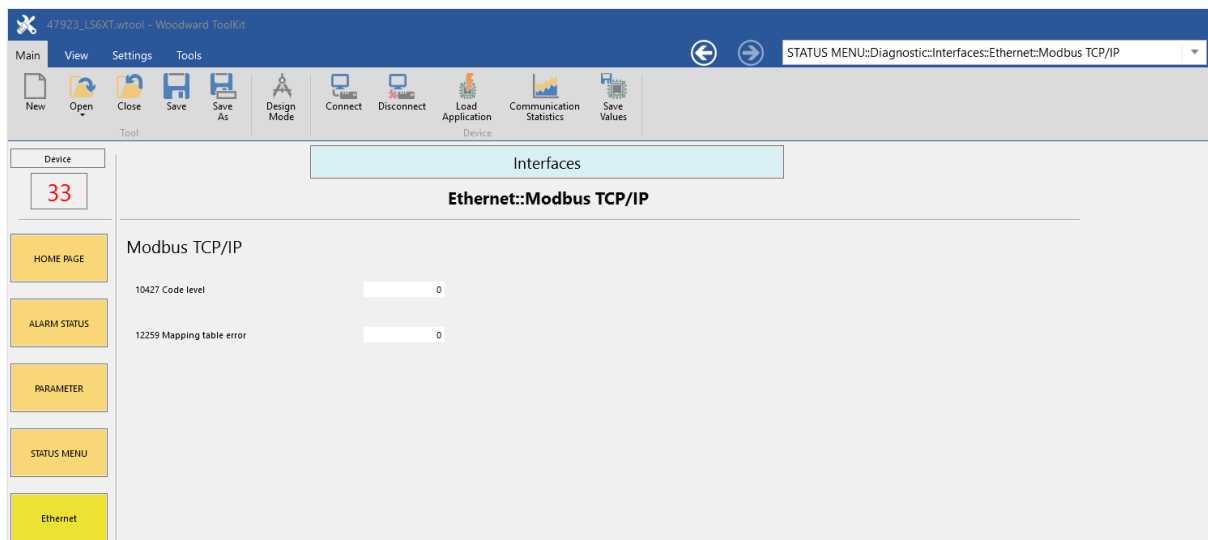 47923_LS6XT.wtool - Woodward ToolKit
Main View Settings Tools
STATUS MENU::Diagnostic::Interfaces::Ethernet::Modbus TCP/IP
New Open Close Save Save As Design Mode Connect Disconnect Load Application Communication Statistics Save Values
Tool Device
Device
Interfaces
33
Ethernet::Modbus TCP/IP
HOME PAGE
Modbus TCP/IP
10427 Code level 0
ALARM STATUS
12259 Mapping table error 0
PARAMETER
STATUS MENU
Ethernet